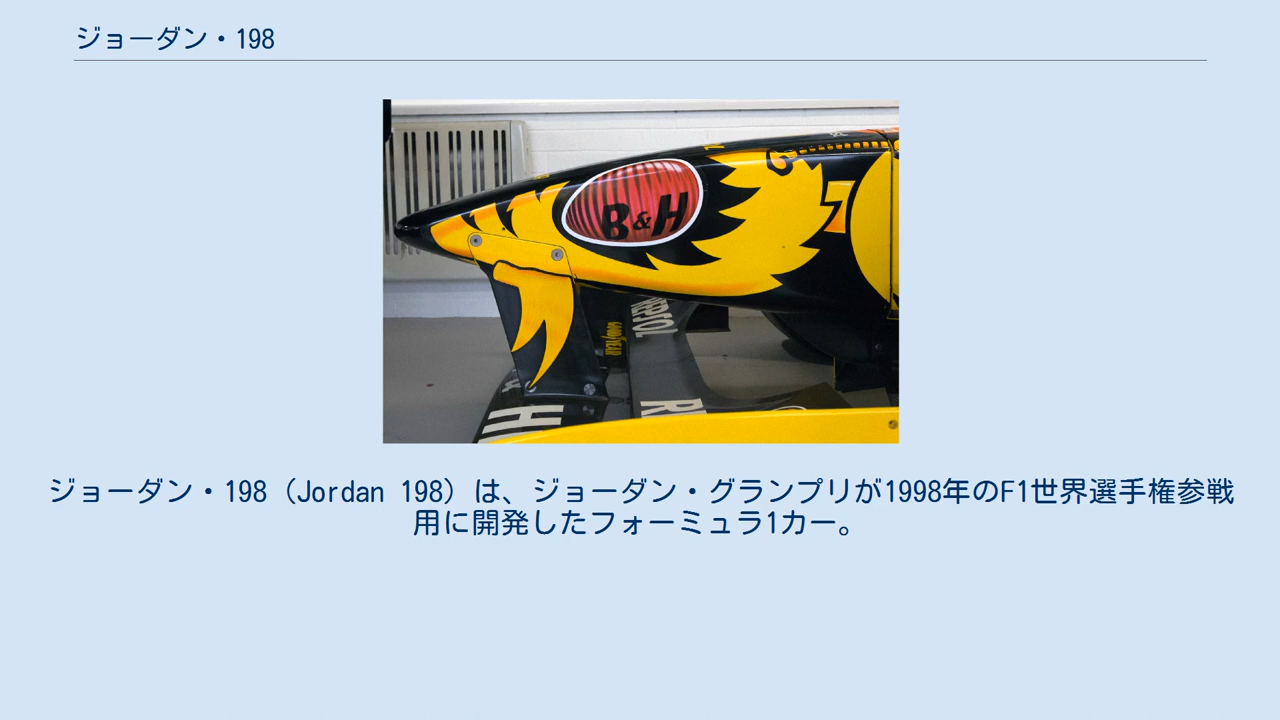 ジョーダン・198
B&H
REPSOL
GOODYEAR
ジョーダン・198（Jordan 198）は、ジョーダン・グランプリが1998年のF1世界選手権参戦
用に開発したフォーミュラ1カー。